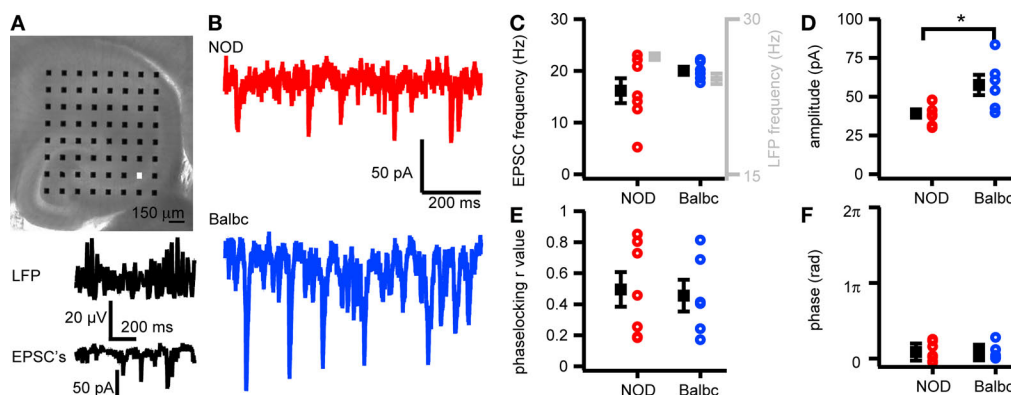 A
150 µm
LFP
20 µV
200 ms
EPSC's
50 pA
B
NOD
50 pA
200 ms
Balbc
C
EPSC frequency (Hz)
30
20
10
0
NOD
Balbc
30
15
LFP frequency (Hz)
D
*
amplitude (pA)
100
75
50
25
0
NOD
Balbc
E
phaselocking r value
1
0.8
0.6
0.4
0.2
0
NOD
Balbc
F
phase (rad)
2π
1π
0
NOD
Balbc